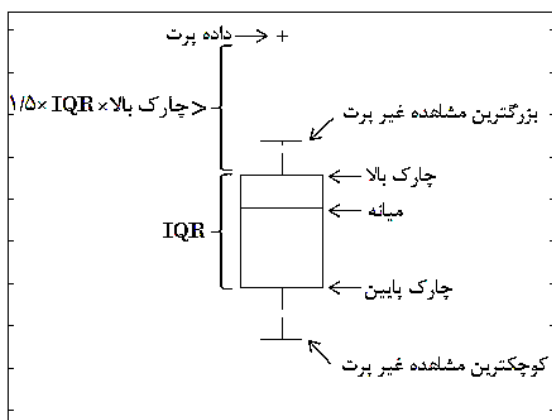 داده پرت
۱/۵× IQR ×چارک بالا<
بزرگترین مشاهده غیر پرت
چارک بالا
میانه
IQR
چارک پایین
کوچکترین مشاهده غیر پرت